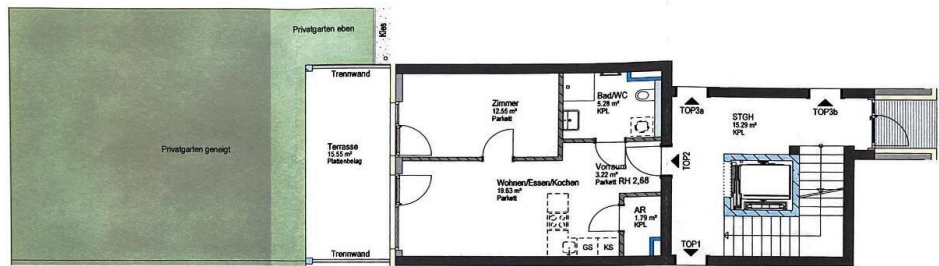 Privatgarten eben
Kies
Trennwand
Privatgarten geneigt
Terrasse
15.55 m²
Plattenbelag
Trennwand
Zimmer
12.55 m²
Parkett
Bad/WC
5.28 m²
KPL
Wohnen/Essen/Kochen
19.63 m²
Parkett
Vorraum
3.22 m²
Parkett RH 2,68
AR
1.79 m²
KPL
GS
KS
TOP3a
TOP3b
STGH
15.29 m²
KPL
TOP2
TOP1